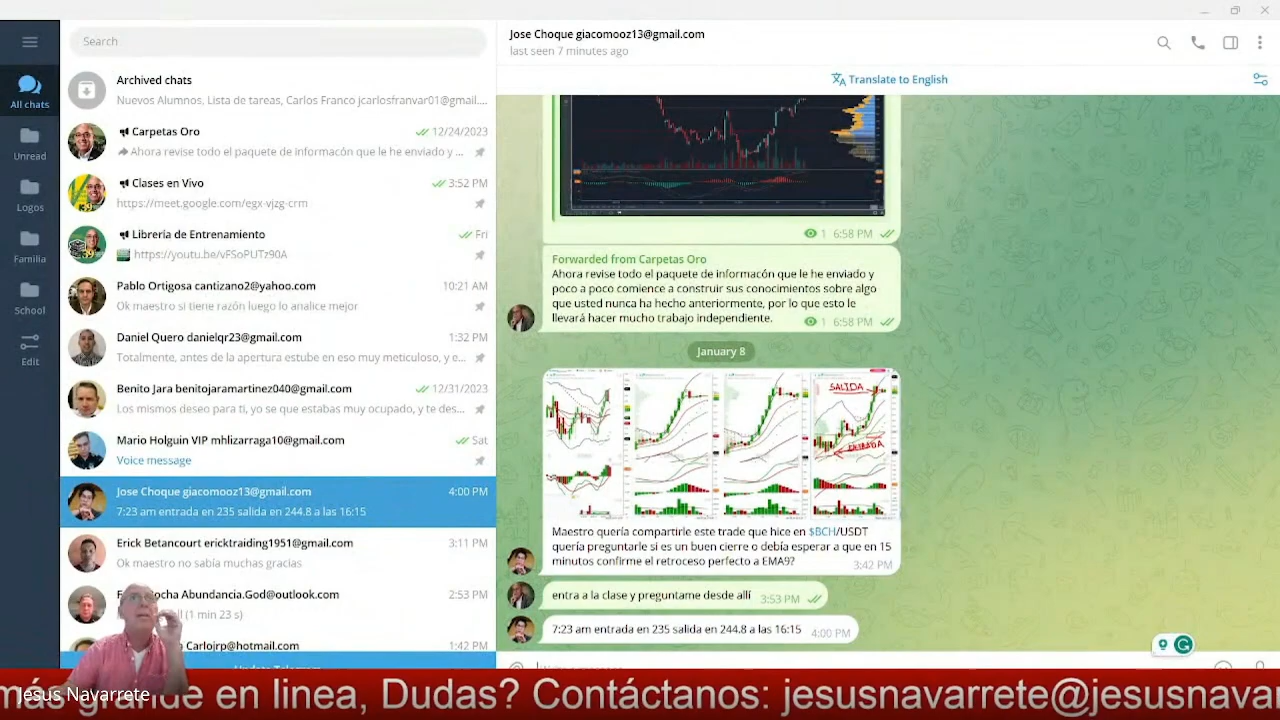 Search
All chats
Unread
Logos
Familia
School
Edit
Archived chats
Nuevos Alumnos, Lista de tareas, Carlos Franco jcarlosfranvar01@gmail....
Carpetas Oro
12/24/2023
Ahora revise todo el paquete de informacón que le he enviado y ...
Clases en Vivo
3:52 PM
https://meet.google.com/egx-vjzg-crm
Librería de Entrenamiento
Fri
https://youtu.be/vFSoPUTz90A
Pablo Ortigosa cantizano2@yahoo.com
10:21 AM
Ok maestro si tiene razón luego lo analice mejor
Daniel Quero danielqr23@gmail.com
1:32 PM
Totalmente, antes de la apertura estube en eso muy meticuloso, y e...
Benito Jara benitojaramartinez040@gmail.com
12/31/2023
Los mismos deseo para ti, yo se que estabas muy ocupado, y te des...
Mario Holguin VIP mhlizarraga10@gmail.com
Sat
Voice message
Jose Choque giacomooz13@gmail.com
4:00 PM
7:23 am entrada en 235 salida en 244.8 a las 16:15
Erick Betancourt ericktraiding1951@gmail.com
3:11 PM
Ok maestro no sabía muchas gracias
ocha Abundancia.God@outlook.com
2:53 PM
(1 min 23 s)
Carlojrp@hotmail.com
1:42 PM
Jose Choque giacomooz13@gmail.com
last seen 7 minutes ago
Translate to English
1 6:58 PM
Forwarded from Carpetas Oro
Ahora revise todo el paquete de informacón que le he enviado y
poco a poco comience a construir sus conocimientos sobre algo
que usted nunca ha hecho anteriormente, por lo que esto le
llevará hacer mucho trabajo independiente.
1 6:58 PM
January 8
SALIDA
ENTRADA
Maestro quería compartirle este trade que hice en $BCH/USDT
quería preguntarle si es un buen cierre o debía esperar a que en 15
minutos confirme el retroceso perfecto a EMA9?
3:42 PM
entra a la clase y preguntame desde allí
3:53 PM
7:23 am entrada en 235 salida en 244.8 a las 16:15
4:00 PM
más grande en linea, Dudas? Contáctanos: jesusnavarrete@jesusnava
Jesus Navarrete